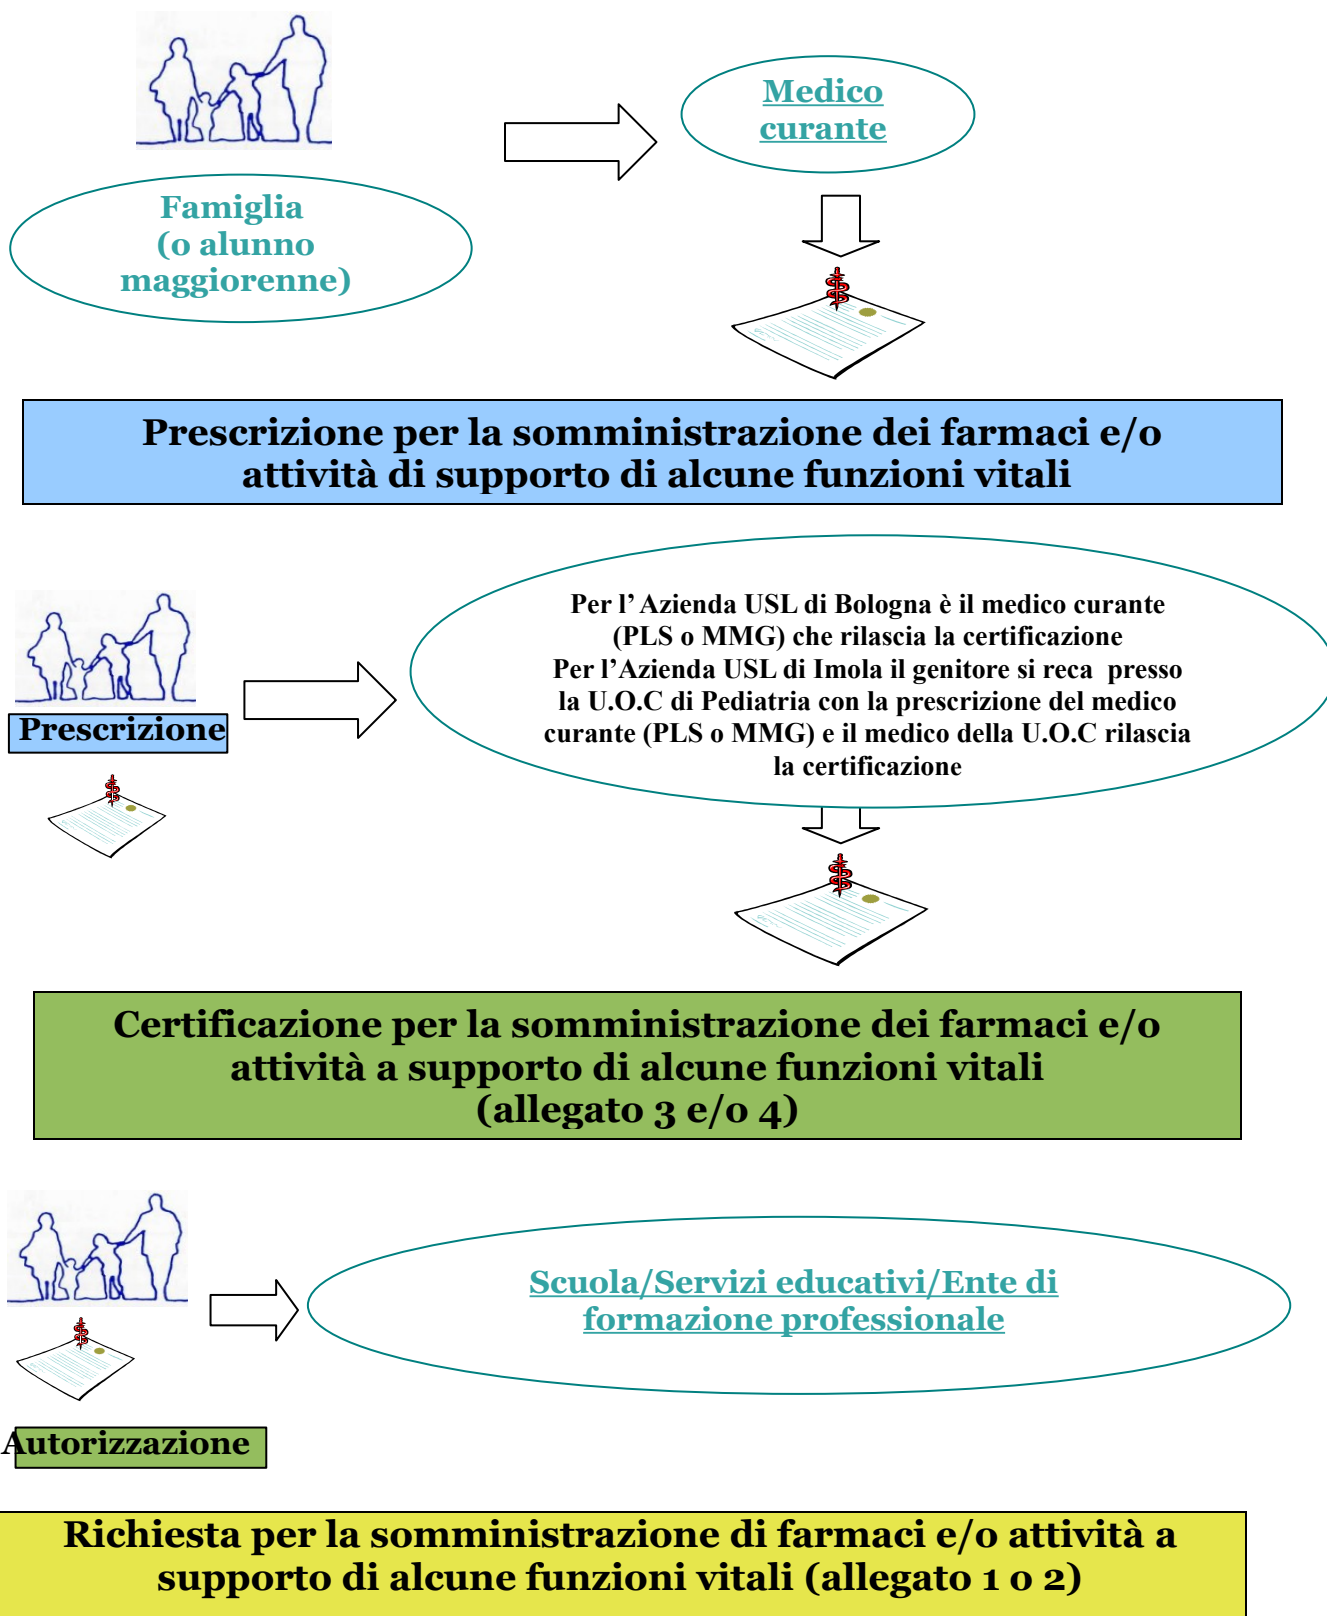 Medico
curante
Famiglia
(o alunno
maggiorenne)
Prescrizione per la somministrazione dei farmaci e/o
attività di supporto di alcune funzioni vitali
Per l' Azienda USL di Bologna è il medico curante
(PLS o MMG) che rilascia la certificazione
Per l'Azienda USL di Imola il genitore si reca presso
la U.O.C di Pediatria con la prescrizione del medico
curante (PLS o MMG) e il medico della U.O.C rilascia
la certificazione
Prescrizione
Certificazione per la somministrazione dei farmaci e/o
attività a supporto di alcune funzioni vitali
(allegato 3 e/o 4)
Scuola/Servizi educativi/Ente di
formazione professionale
Autorizzazione
Richiesta per la somministrazione di farmaci e/o attività a
supporto di alcune funzioni vitali (allegato 1 o 2)